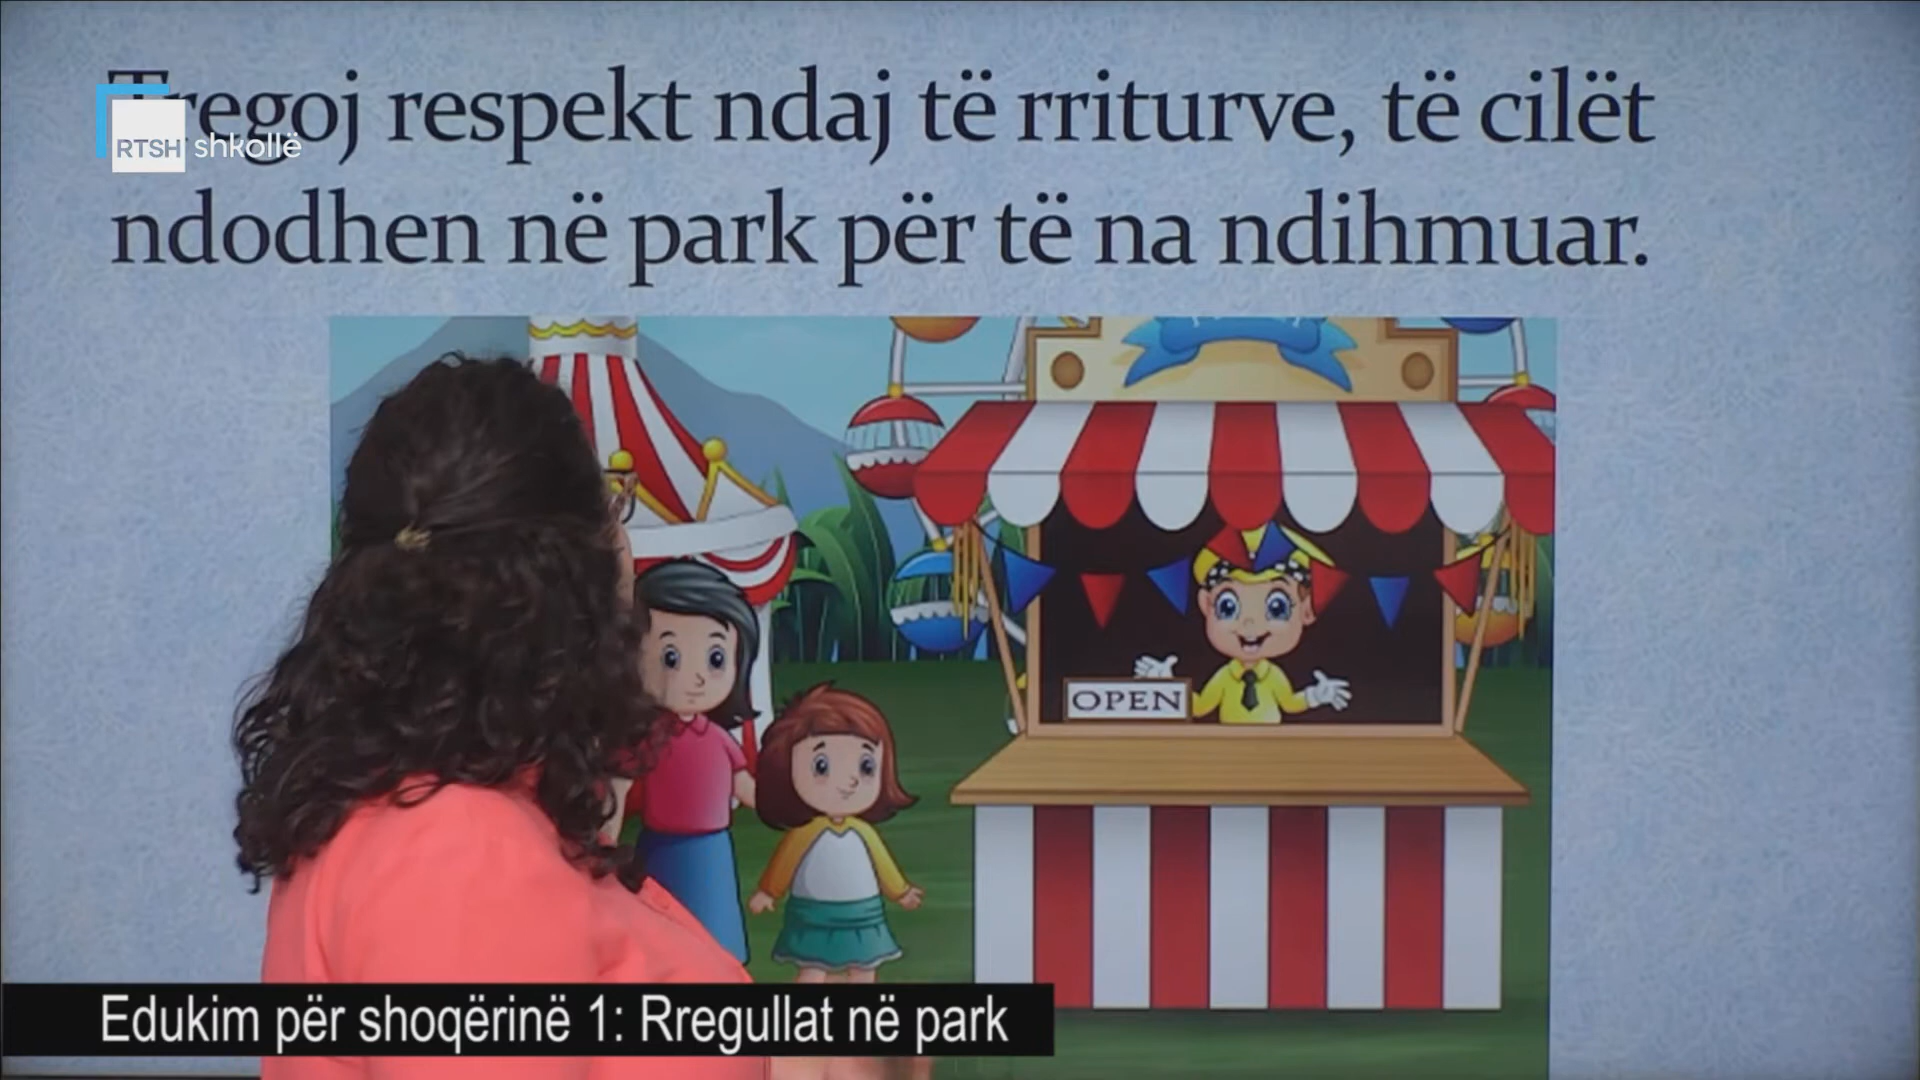 Tregoj respekt ndaj të rriturve, të cilët
ndodhen në park për të na ndihmuar.
RTSH shkollë
OPEN
Edukim për shoqërinë 1: Rregullat në park